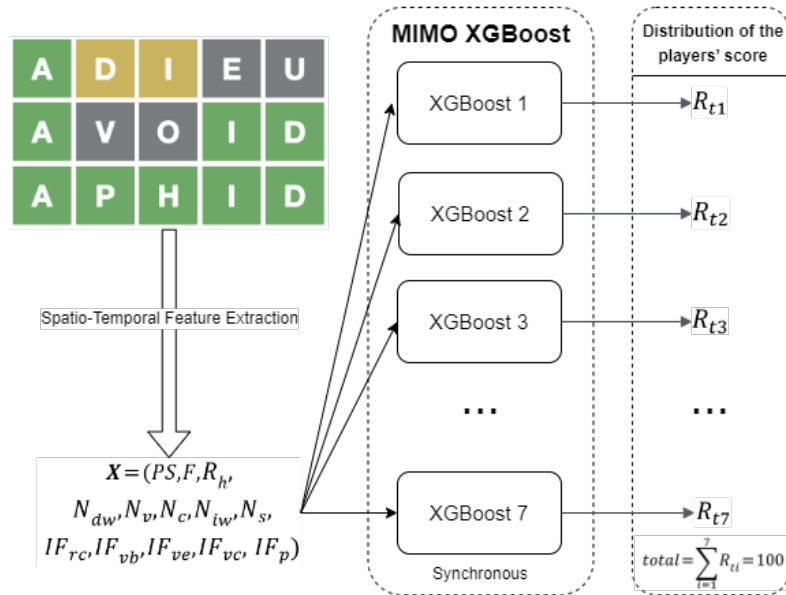 A D I E U
A V O I D
A P H I D
Spatio-Temporal Feature Extraction
X=(PS,F,R_h,
N_dw,N_v,N_c,N_iw,N_s,
IF_rc,IF_vb,IF_ve,IF_vc, IF_p)
MIMO XGBoost
XGBoost 1
XGBoost 2
XGBoost 3
...
XGBoost 7
Synchronous
Distribution of the
players' score
R_t1
R_t2
R_t3
...
R_t7
total=∑_{i=1}^{7} R_ti=100